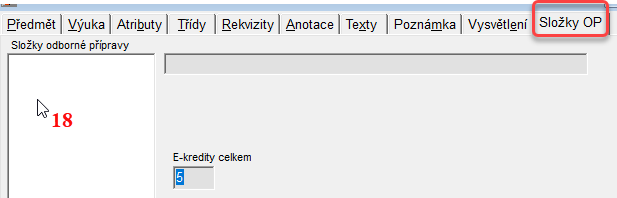 Předmět Výuka Atributy Třídy Rekvizity Anotace Texty Poznámka Vysvětlení Složky OP
Složky odborné přípravy
18
E-kredity celkem
5